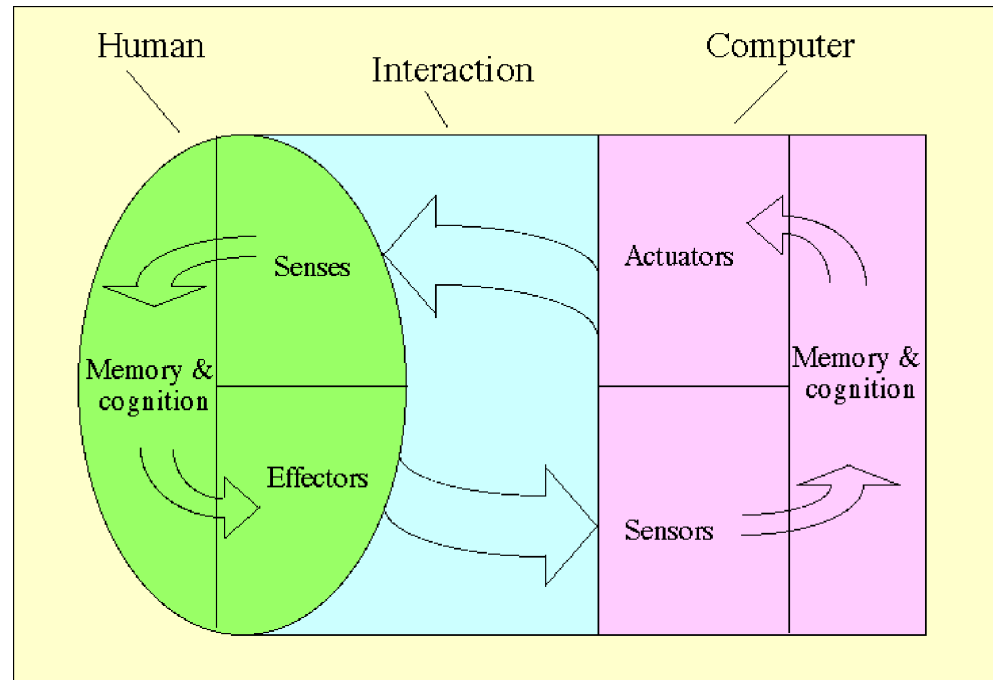 Human
Interaction
Computer
Senses
Actuators
Memory &
cognition
Memory &
cognition
Effectors
Sensors